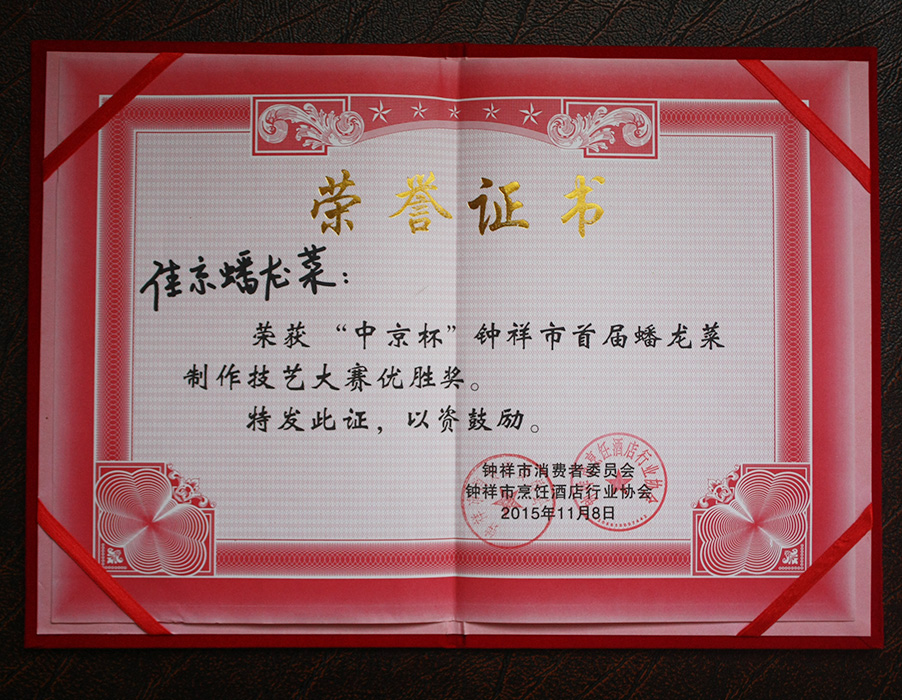 荣誉证书
佳京蟠龙菜：
荣获“中京杯”钟祥市首届蟠龙菜
制作技艺大赛优胜奖。
特发此证，以资鼓励。
钟祥市消费者委员会
钟祥市烹饪酒店行业协会
2015年11月8日